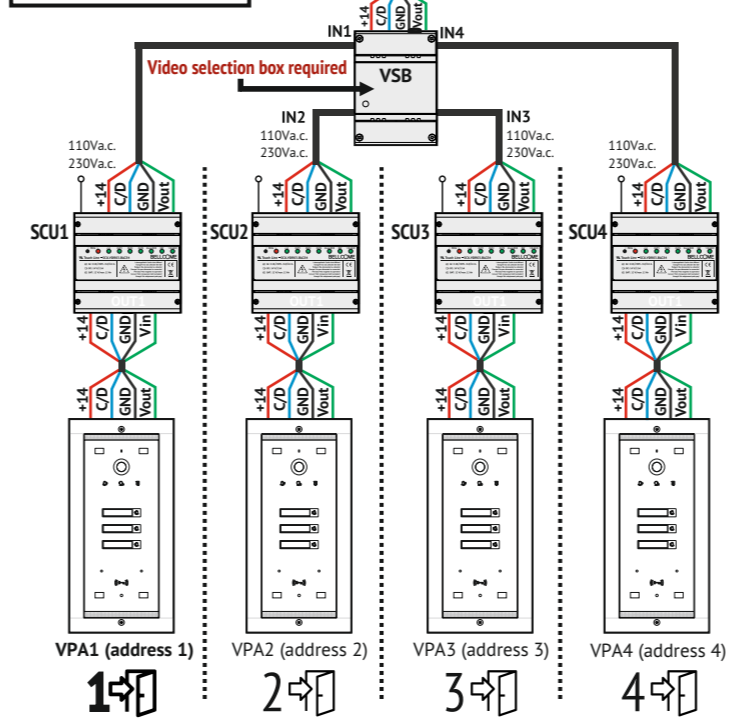 +14 C/D GND Vout
IN1 IN4
Video selection box required
VSB
IN2 IN3
110Va.c. 230Va.c.
110Va.c. 230Va.c.
110Va.c. 230Va.c.
110Va.c. 230Va.c.
+14 C/D GND Vout
+14 C/D GND Vout
+14 C/D GND Vout
+14 C/D GND Vout
SCU1 SCU2 SCU3 SCU4
BELLCOME BELLCOME BELLCOME BELLCOME
OUT1 OUT1 OUT1 OUT1
+14 C/D GND Vin
+14 C/D GND Vin
+14 C/D GND Vin
+14 C/D GND Vin
+14 C/D GND Vout
+14 C/D GND Vout
+14 C/D GND Vout
+14 C/D GND Vout
VPA1 (address 1) VPA2 (address 2) VPA3 (address 3) VPA4 (address 4)
1 2 3 4